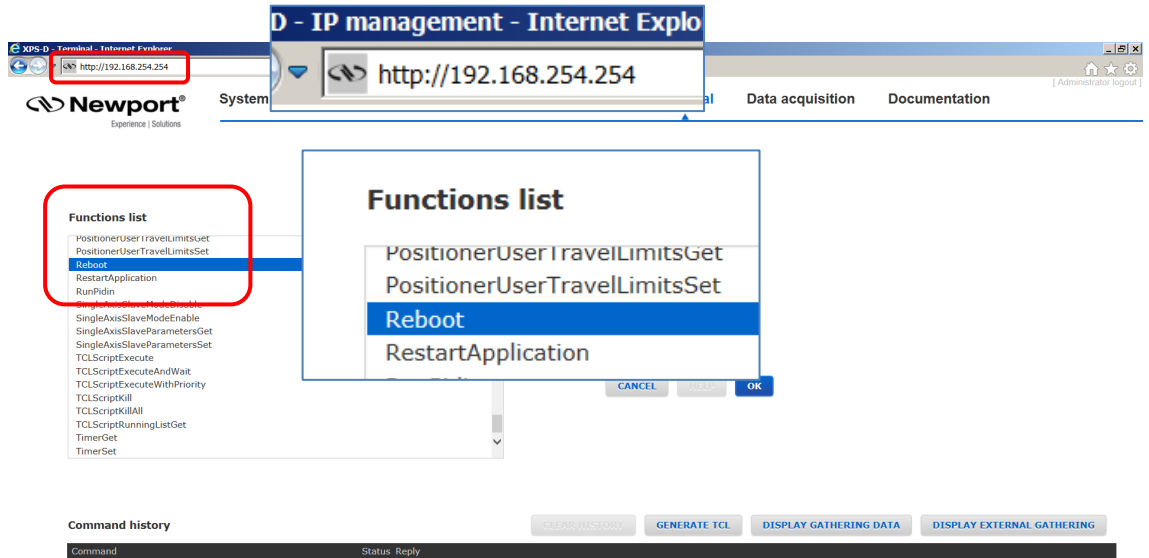 D - IP management - Internet Explo
XPS-D - Terminal - Internet Explorer
http://192.168.254.254
http://192.168.254.254
[ Administrator logout ]
Newport®
Experience | Solutions
System
al
Data acquisition
Documentation
Functions list
PositionerUserTravelLimitsGet
PositionerUserTravelLimitsSet
Reboot
RestartApplication
RunPidin
SingleAxisSlaveModeDisable
SingleAxisSlaveModeEnable
SingleAxisSlaveParametersGet
SingleAxisSlaveParametersSet
TCLScriptExecute
TCLScriptExecuteAndWait
TCLScriptExecuteWithPriority
TCLScriptKill
TCLScriptKillAll
TCLScriptRunningListGet
TimerGet
TimerSet
Functions list
PositionerUserTravelLimitsGet
PositionerUserTravelLimitsSet
Reboot
RestartApplication
CANCEL
HELP
OK
Command history
CLEAR HISTORY
GENERATE TCL
DISPLAY GATHERING DATA
DISPLAY EXTERNAL GATHERING
Command
Status Reply